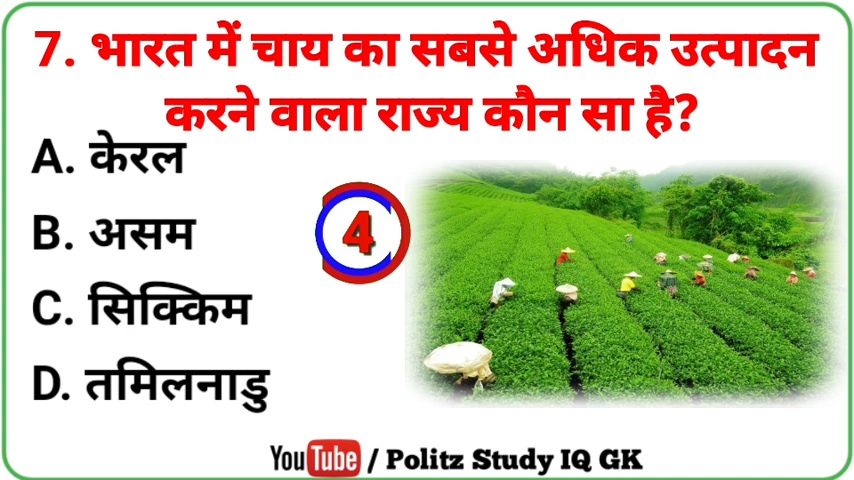 7. भारत में चाय का सबसे अधिक उत्पादन
करने वाला राज्य कौन सा है?
A. केरल
B. असम
4
C. सिक्किम
D. तमिलनाडु
YouTube / Politz Study IQ GK